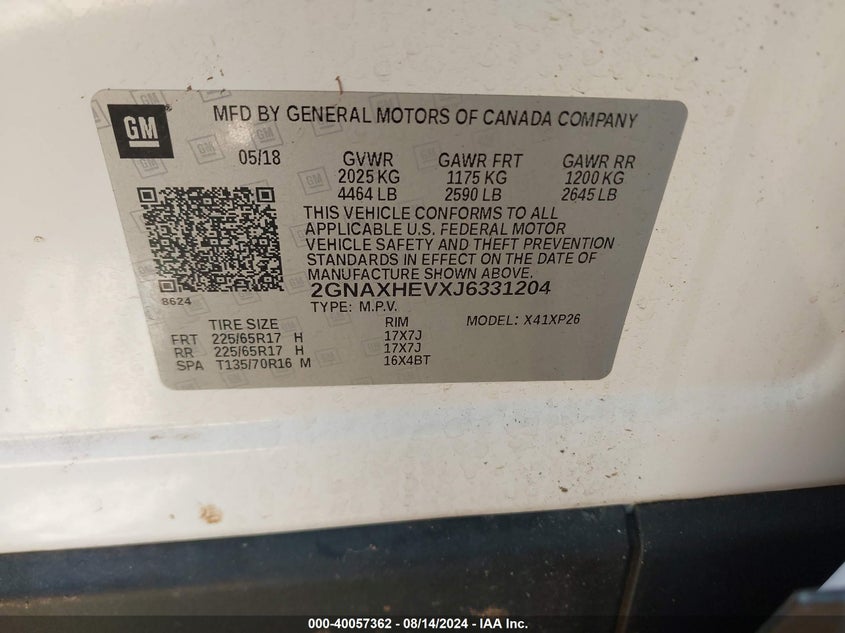 GM
MFD BY GENERAL MOTORS OF CANADA COMPANY
05/18 GVWR GAWR FRT GAWR RR
2025 KG 1175 KG 1200 KG
4464 LB 2590 LB 2645 LB
THIS VEHICLE CONFORMS TO ALL
APPLICABLE U.S. FEDERAL MOTOR
VEHICLE SAFETY AND THEFT PREVENTION
STANDARDS IN EFFECT ON THE DATE OF
MANUFACTURE SHOWN ABOVE.
2GNAXHEVXJ6331204
8624
TYPE: M.P.V.
TIRE SIZE RIM MODEL: X41XP26
FRT 225/65R17 H 17X7J
RR 225/65R17 H 17X7J
SPA T135/70R16 M 16X4BT
000-40057362 - 08/14/2024 - IAA Inc.